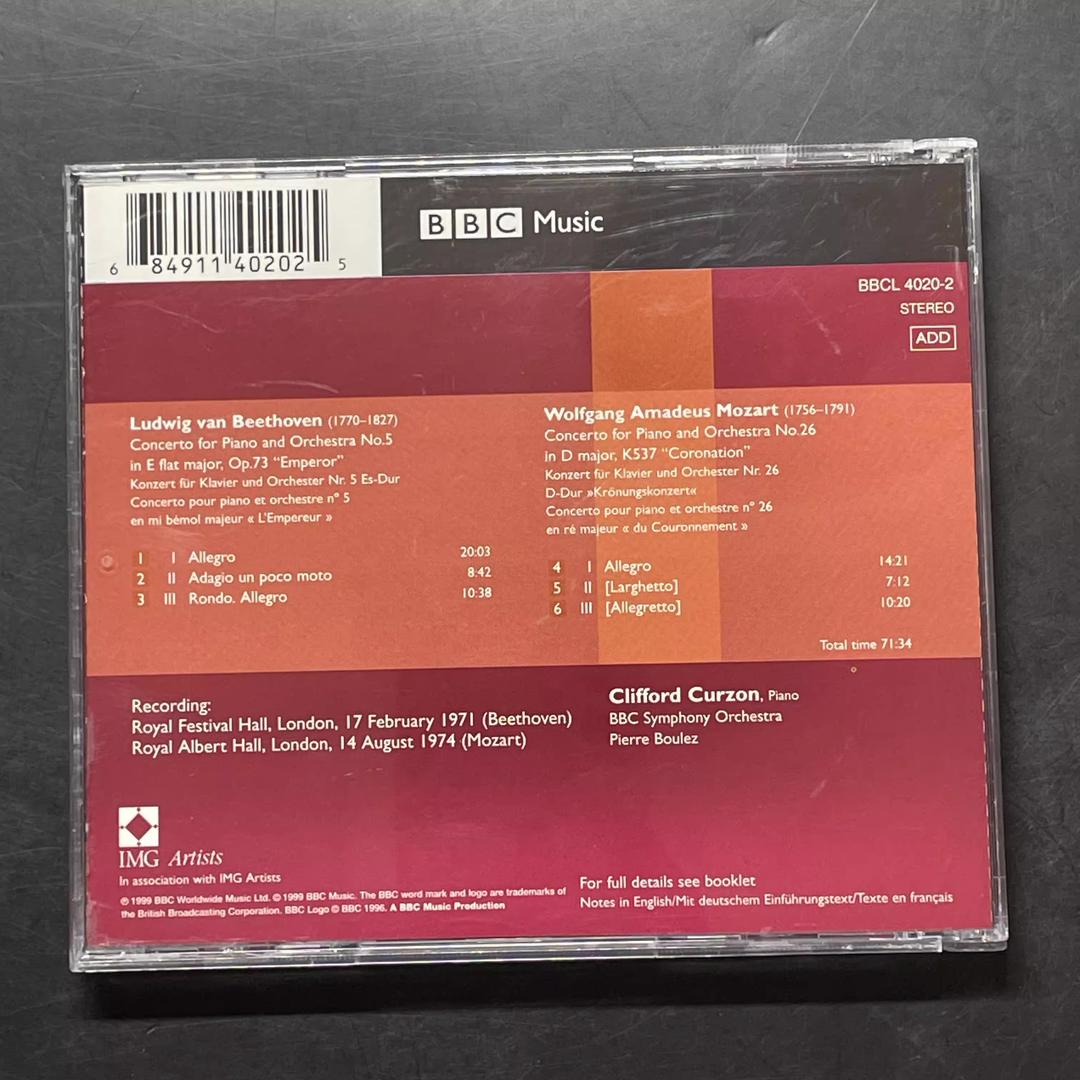 6 84911 40202 5
BBC Music
BBCL 4020-2
STEREO
ADD
Ludwig van Beethoven (1770–1827)
Concerto for Piano and Orchestra No.5
in E flat major, Op.73 “Emperor”
Konzert für Klavier und Orchester Nr. 5 Es-Dur
Concerto pour piano et orchestre n° 5
en mi bémol majeur « L'Empereur »
1 I Allegro 20:03
2 II Adagio un poco moto 8:42
3 III Rondo. Allegro 10:38
Wolfgang Amadeus Mozart (1756–1791)
Concerto for Piano and Orchestra No.26
in D major, K537 “Coronation”
Konzert für Klavier und Orchester Nr. 26
D-Dur »Krönungskonzert«
Concerto pour piano et orchestre n° 26
en ré majeur « du Couronnement »
4 I Allegro 14:21
5 II [Larghetto] 7:12
6 III [Allegretto] 10:20
Total time 71:34
Recording:
Royal Festival Hall, London, 17 February 1971 (Beethoven)
Royal Albert Hall, London, 14 August 1974 (Mozart)
Clifford Curzon, Piano
BBC Symphony Orchestra
Pierre Boulez
IMG Artists
In association with IMG Artists
℗ 1999 BBC Worldwide Music Ltd. © 1999 BBC Music. The BBC word mark and logo are trademarks of
the British Broadcasting Corporation. BBC Logo © BBC 1996. A BBC Music Production
For full details see booklet
Notes in English/Mit deutschem Einführungstext/Texte en français